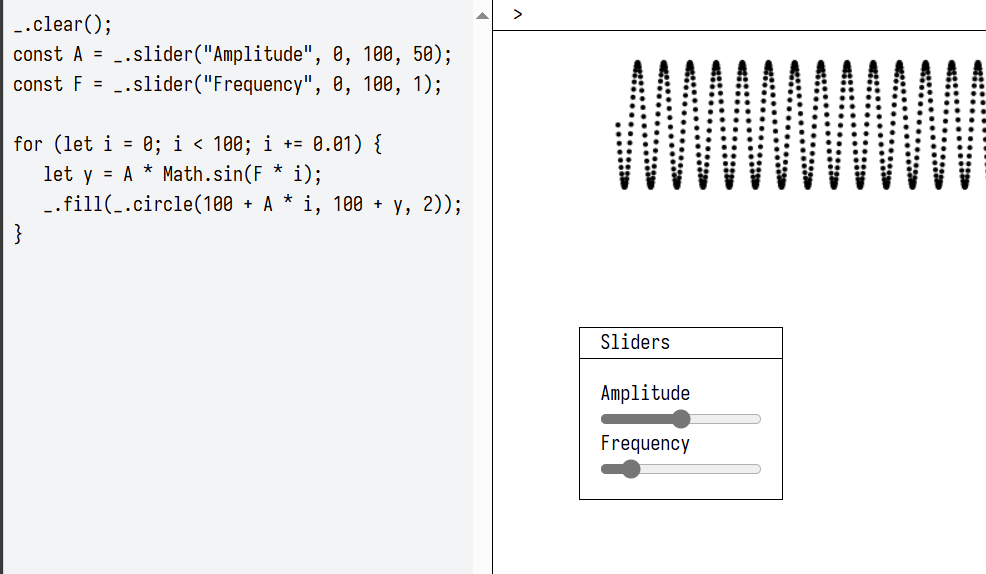 _.clear();
const A = _.slider("Amplitude", 0, 100, 50);
const F = _.slider("Frequency", 0, 100, 1);
for (let i = 0; i < 100; i += 0.01) {
let y = A * Math.sin(F * i);
_.fill(_.circle(100 + A * i, 100 + y, 2));
}
>
Sliders
Amplitude
Frequency